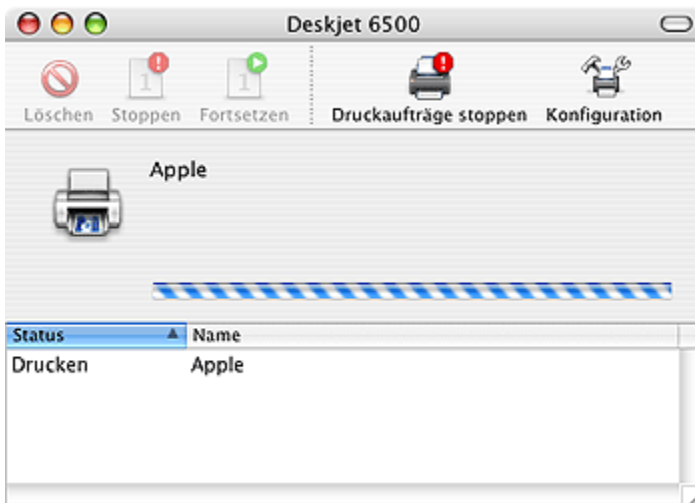 Deskjet 6500
Löschen Stoppen Fortsetzen Druckaufträge stoppen Konfiguration
Apple
Status Name
Drucken Apple